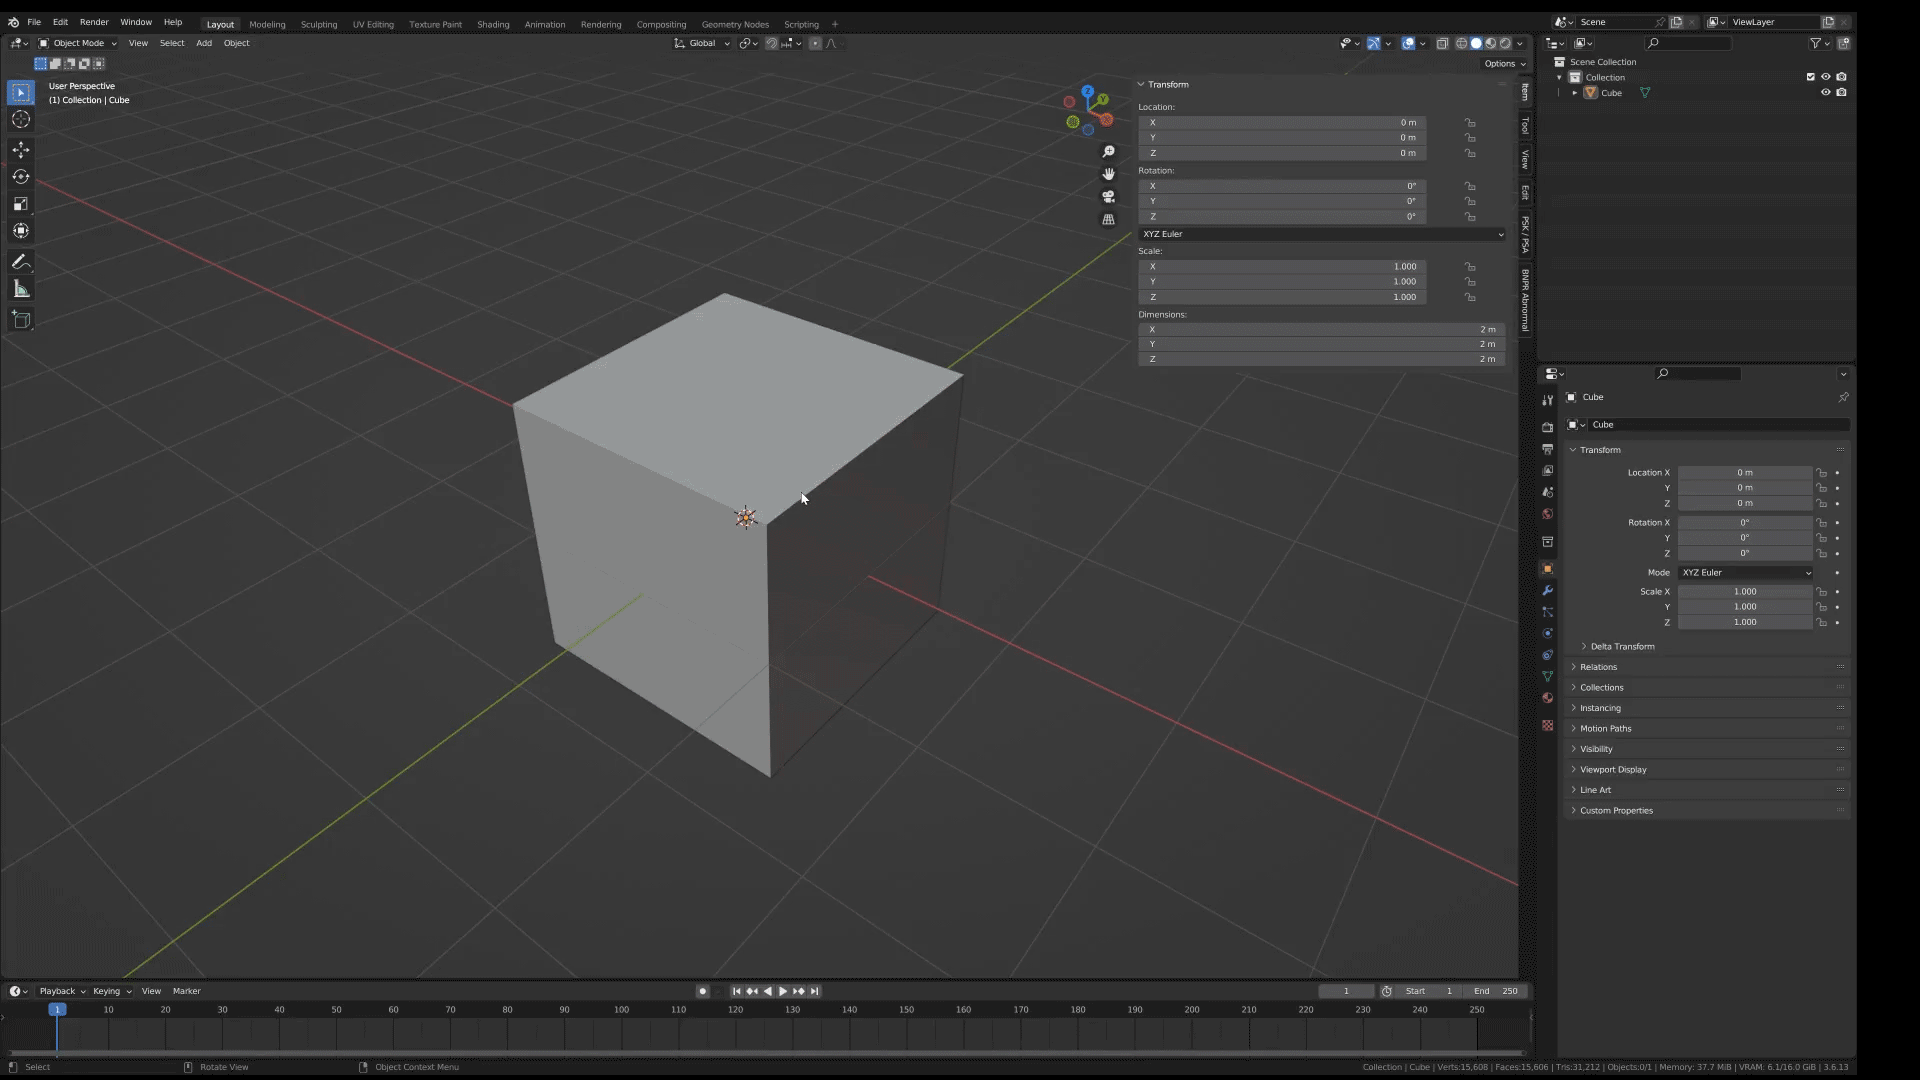 File Edit Render Window Help Layout Modeling Sculpting UV Editing Texture Paint Shading Animation Rendering Compositing Geometry Nodes Scripting + Scene ViewLayer
Object Mode View Select Add Object Global
Options
User Perspective
(1) Collection | Cube
Z
Y
Transform
Location:
X 0 m
Y 0 m
Z 0 m
Rotation:
X 0°
Y 0°
Z 0°
XYZ Euler
Scale:
X 1.000
Y 1.000
Z 1.000
Dimensions:
X 2 m
Y 2 m
Z 2 m
Item
Tool
View
Edit
PSK / PSA
BNPR Abnormal
Scene Collection
Collection
Cube
Cube
Cube
Transform
Location X 0 m
Y 0 m
Z 0 m
Rotation X 0°
Y 0°
Z 0°
Mode XYZ Euler
Scale X 1.000
Y 1.000
Z 1.000
Delta Transform
Relations
Collections
Instancing
Motion Paths
Visibility
Viewport Display
Line Art
Custom Properties
Playback Keying View Marker 1 Start 1 End 250
1 10 20 30 40 50 60 70 80 90 100 110 120 130 140 150 160 170 180 190 200 210 220 230 240 250
Select Rotate View Object Context Menu Collection | Cube | Verts:15,608 | Faces:15,606 | Tris:31,212 | Objects:0/1 | Memory: 37.7 MiB | VRAM: 6.1/16.0 GiB | 3.6.13